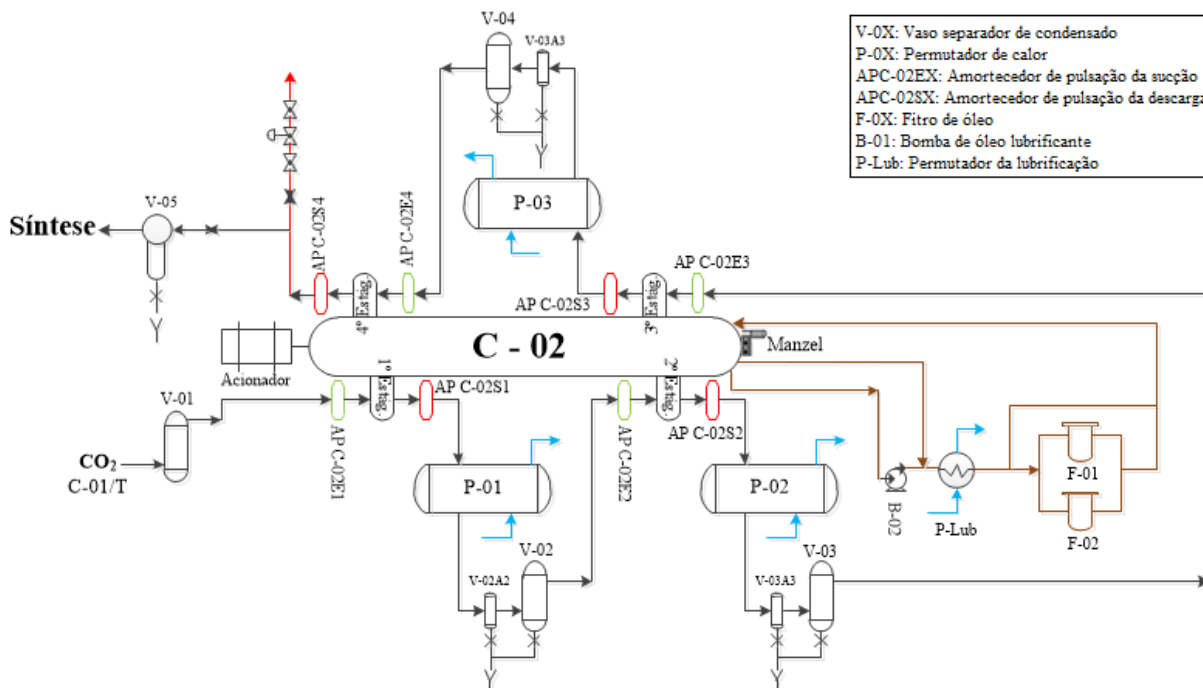 V-04
V-03A3
V-0X: Vaso separador de condensado
P-0X: Permutador de calor
APC-02EX: Amortecedor de pulsação da sucção
APC-02SX: Amortecedor de pulsação da descarga
F-0X: Fitro de óleo
B-01: Bomba de óleo lubrificante
P-Lub: Permutador da lubrificação
V-05
Síntese
AP C-02S4
AP C-02E4
P-03
AP C-02E3
AP C-02S3
4º Estág.
3º Estág.
C - 02
Manzel
Acionador
1º Estág.
2º Estág.
AP C-02S1
V-01
AP C-02E1
AP C-02E2
AP C-02S2
CO₂
C-01/T
P-01
P-02
B-02
P-Lub
F-01
F-02
V-02
V-02A2
V-03
V-03A3